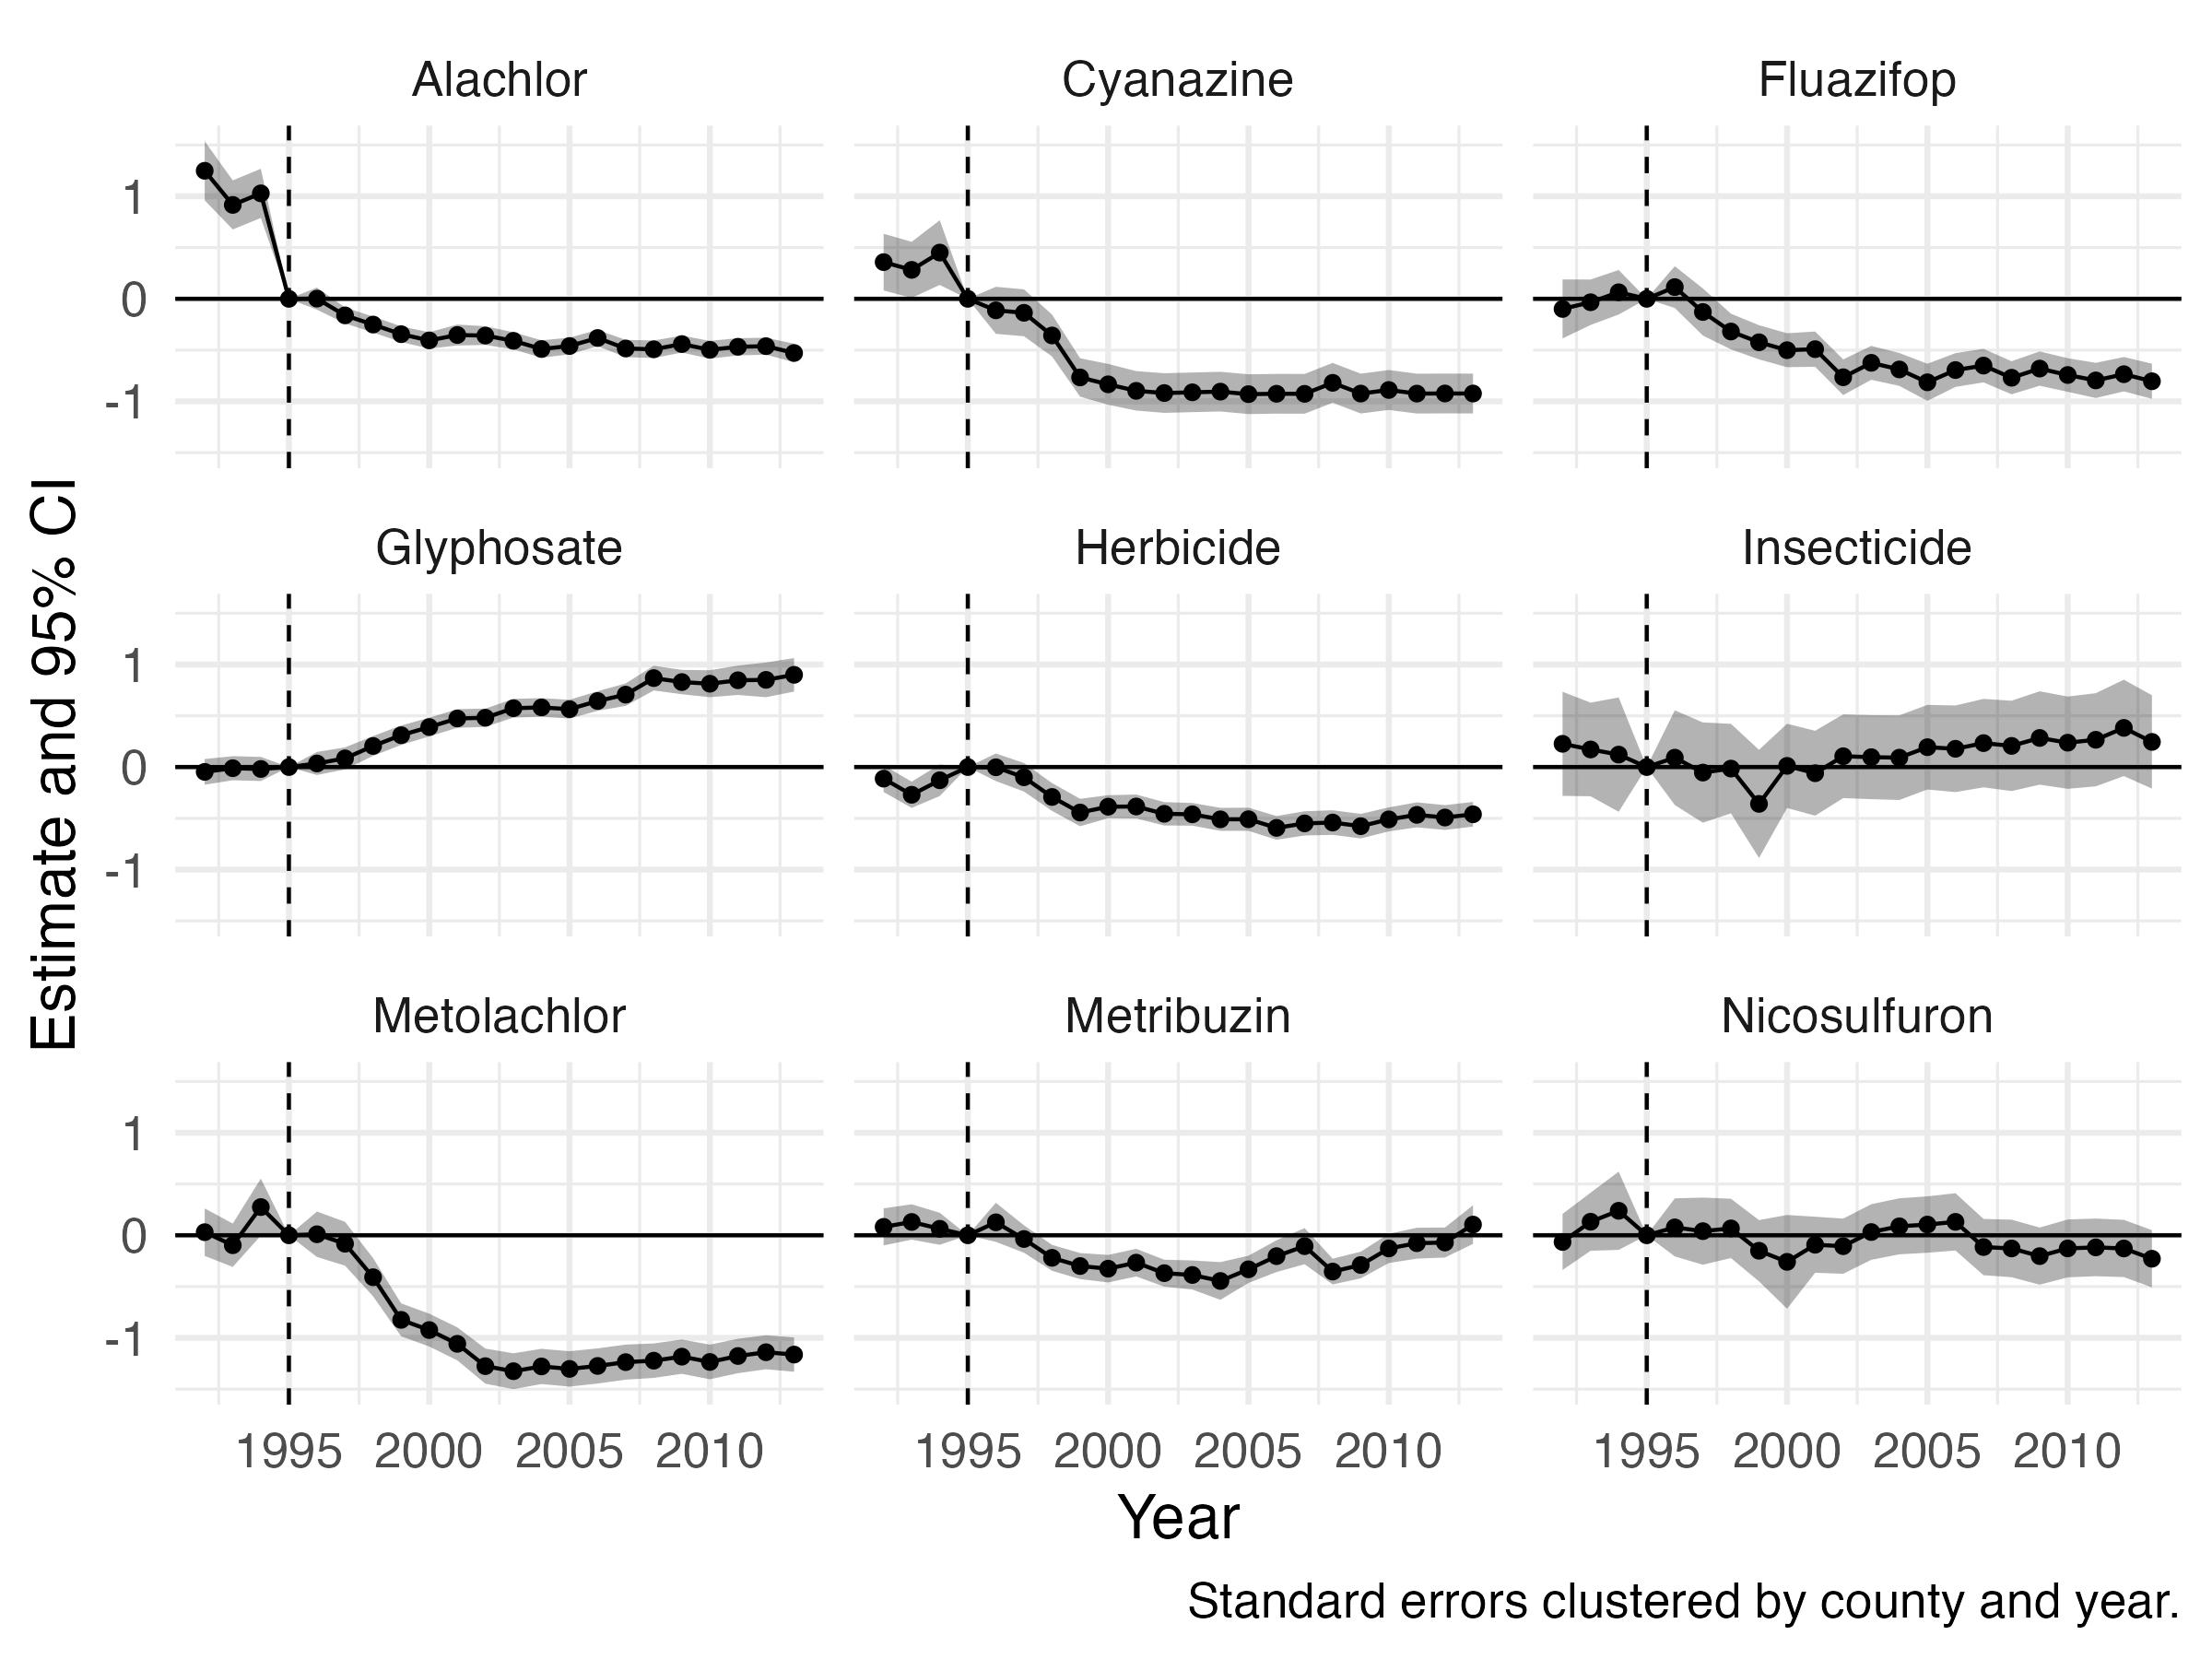 Alachlor Cyanazine Fluazifop
1
0
-1
Glyphosate Herbicide Insecticide
1
0
-1
Estimate and 95% CI
Metolachlor Metribuzin Nicosulfuron
1
0
-1
1995 2000 2005 2010 1995 2000 2005 2010 1995 2000 2005 2010
Year
Standard errors clustered by county and year.